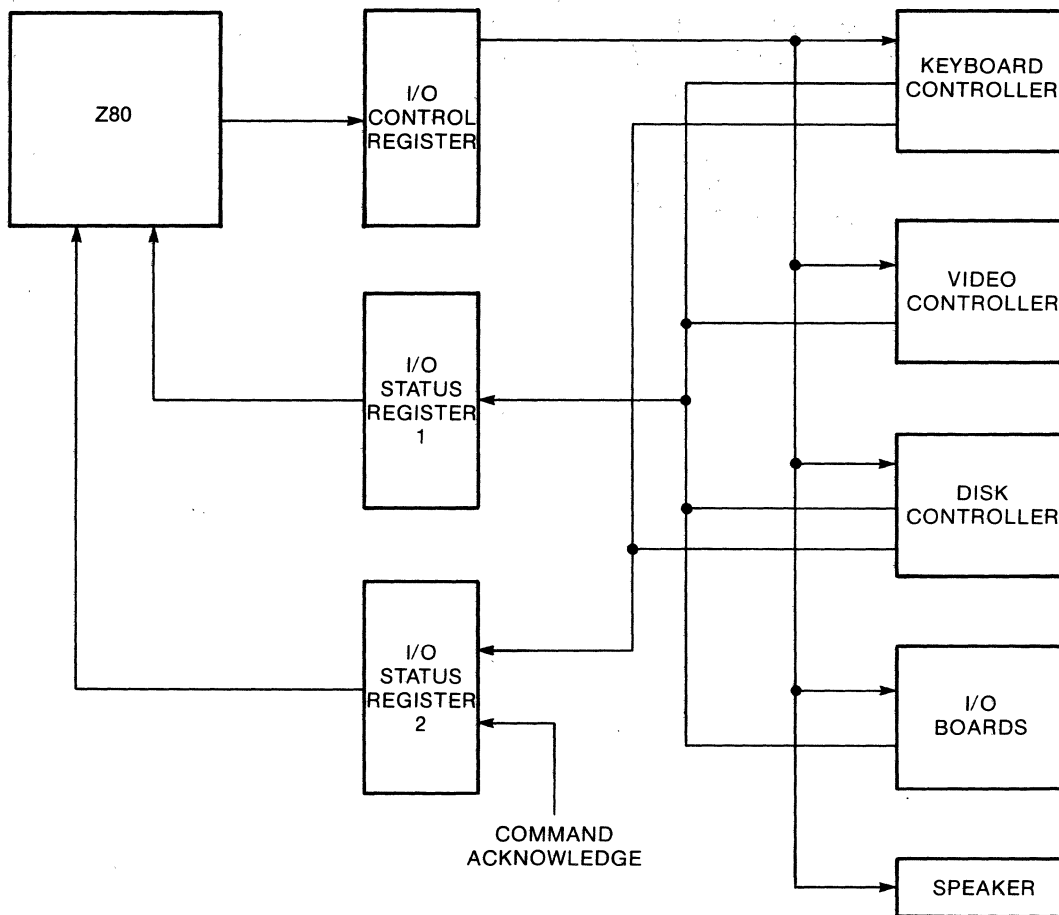 Z80
I/O
CONTROL
REGISTER
KEYBOARD
CONTROLLER
VIDEO
CONTROLLER
I/O
STATUS
REGISTER
1
DISK
CONTROLLER
I/O
STATUS
REGISTER
2
I/O
BOARDS
COMMAND
ACKNOWLEDGE
SPEAKER